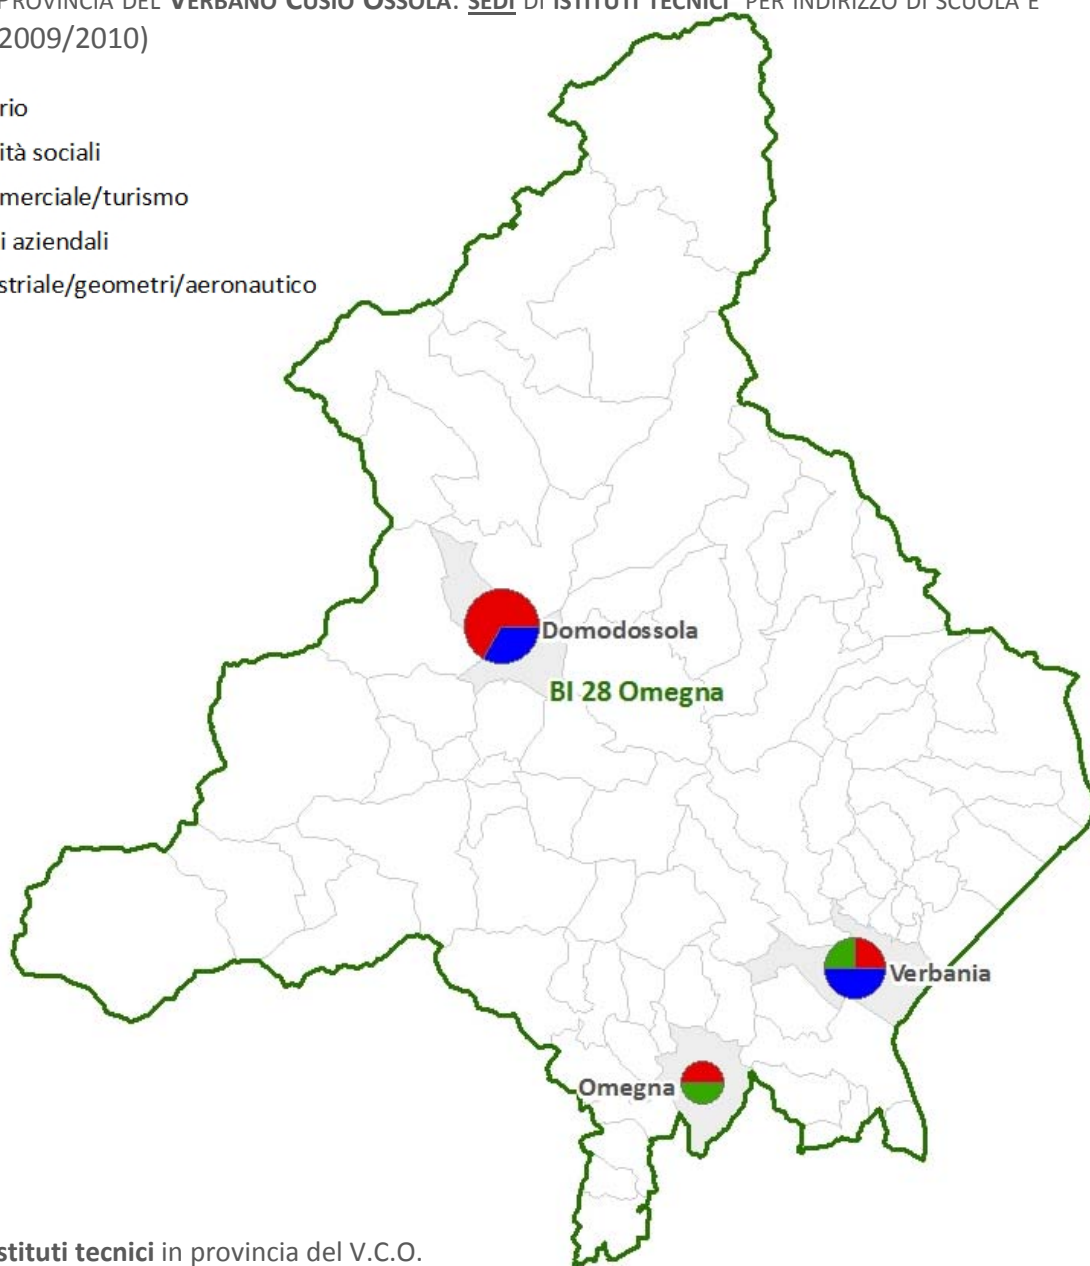 PROVINCIA DEL VERBANO CUSIO OSSOLA: SEDI DI ISTITUTI TECNICI PER INDIRIZZO DI SCUOLA E
2009/2010)
rio
ità sociali
merciale/turismo
i aziendali
striale/geometri/aeronautico
Domodossola
BI 28 Omegna
Verbania
Omegna
stituti tecnici in provincia del V.C.O.